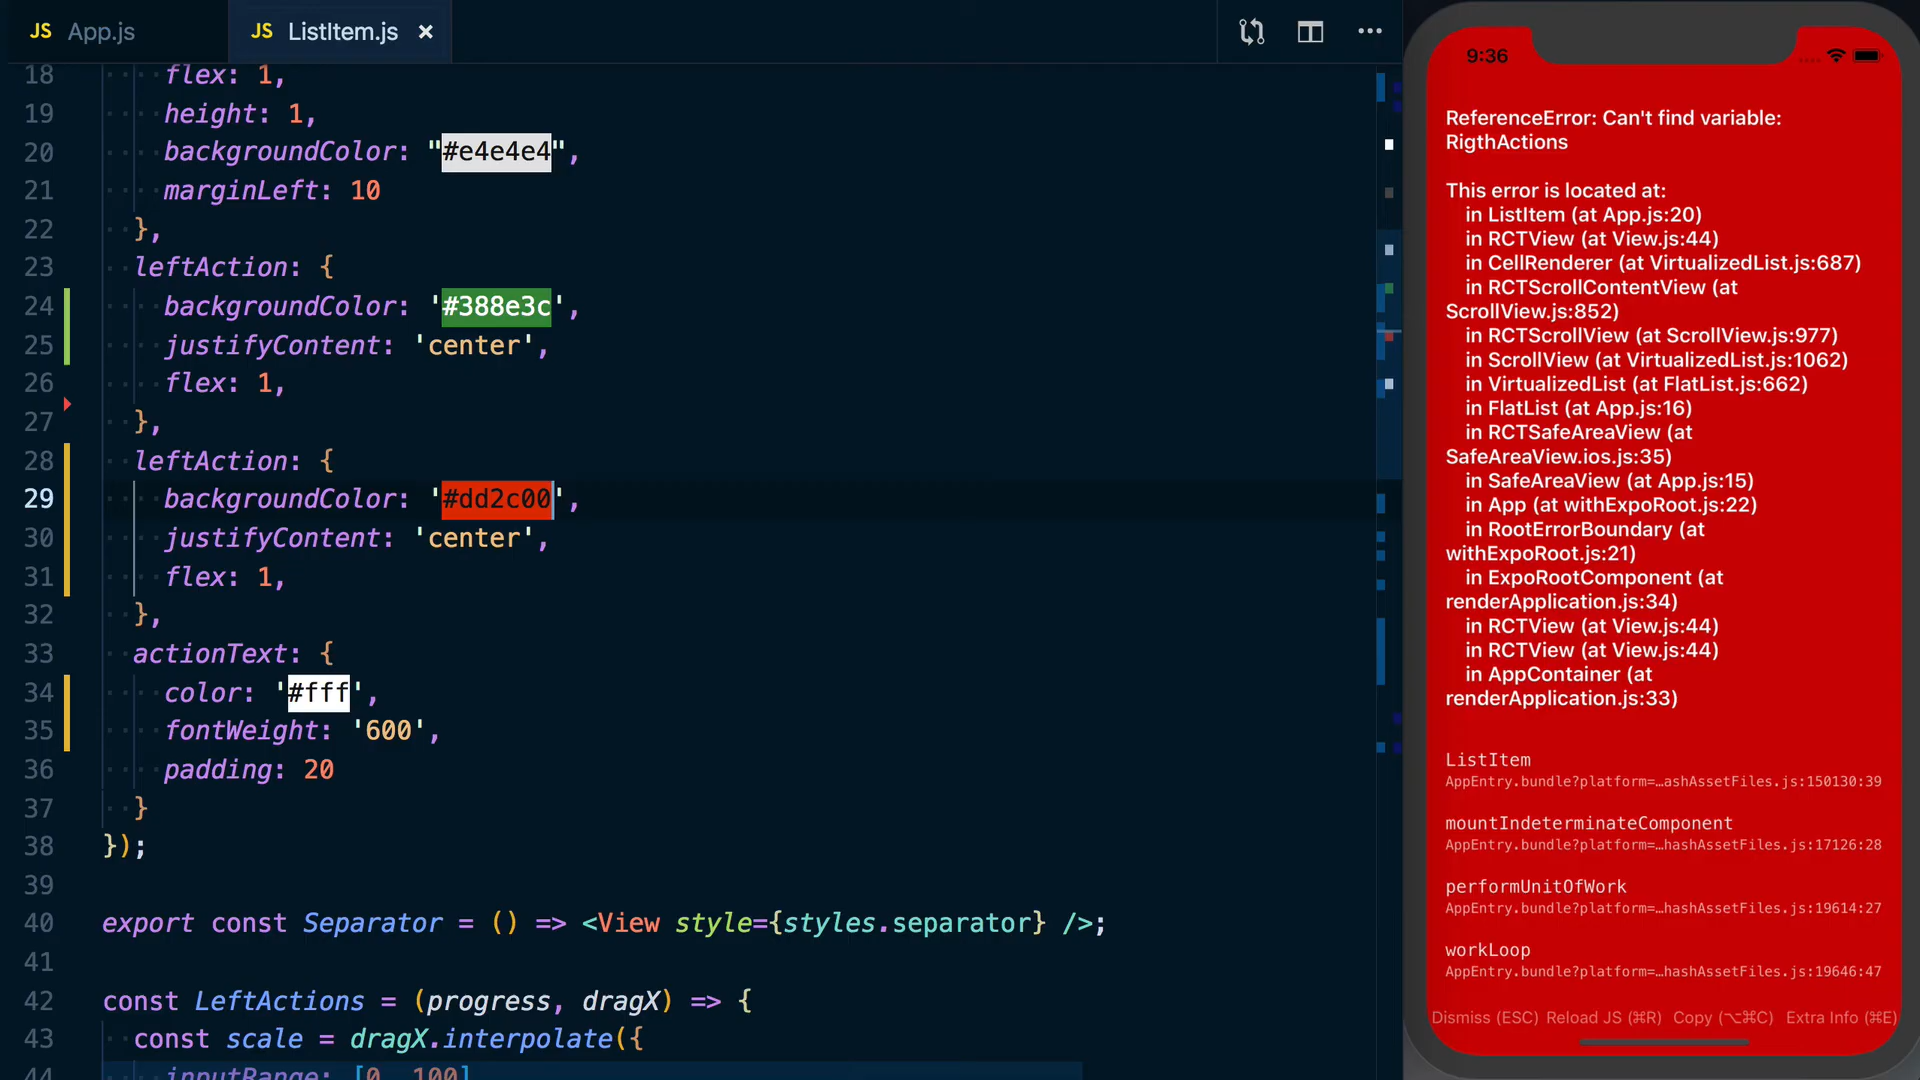 JS App.js
JS ListItem.js ×
18 flex: 1,
19 height: 1,
20 backgroundColor: "#e4e4e4",
21 marginLeft: 10
22 },
23 leftAction: {
24 backgroundColor: '#388e3c',
25 justifyContent: 'center',
26 flex: 1,
27 },
28 leftAction: {
29 backgroundColor: '#dd2c00',
30 justifyContent: 'center',
31 flex: 1,
32 },
33 actionText: {
34 color: '#fff',
35 fontWeight: '600',
36 padding: 20
37 }
38 });
39
40 export const Separator = () => <View style={styles.separator} />;
41
42 const LeftActions = (progress, dragX) => {
43 const scale = dragX.interpolate({
44 inputRange: [0, 100]
9:36
ReferenceError: Can't find variable:
RigthActions
This error is located at:
in ListItem (at App.js:20)
in RCTView (at View.js:44)
in CellRenderer (at VirtualizedList.js:687)
in RCTScrollContentView (at
ScrollView.js:852)
in RCTScrollView (at ScrollView.js:977)
in ScrollView (at VirtualizedList.js:1062)
in VirtualizedList (at FlatList.js:662)
in FlatList (at App.js:16)
in RCTSafeAreaView (at
SafeAreaView.ios.js:35)
in SafeAreaView (at App.js:15)
in App (at withExpoRoot.js:22)
in RootErrorBoundary (at
withExpoRoot.js:21)
in ExpoRootComponent (at
renderApplication.js:34)
in RCTView (at View.js:44)
in RCTView (at View.js:44)
in AppContainer (at
renderApplication.js:33)
ListItem
AppEntry.bundle?platform=…ashAssetFiles.js:150130:39
mountIndeterminateComponent
AppEntry.bundle?platform=…hashAssetFiles.js:17126:28
performUnitOfWork
AppEntry.bundle?platform=…hashAssetFiles.js:19614:27
workLoop
AppEntry.bundle?platform=…hashAssetFiles.js:19646:47
Dismiss (ESC) Reload JS (⌘R) Copy (⌥⌘C) Extra Info (⌘E)